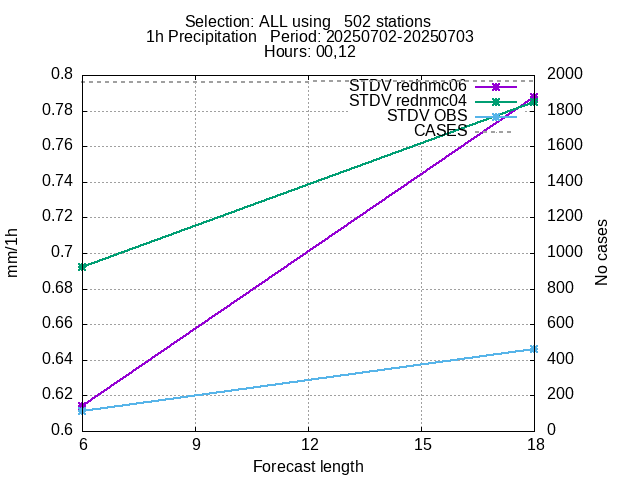 Selection: ALL using   502 stations
1h Precipitation   Period: 20250702-20250703
Hours: 00,12
STDV rednmc06
STDV rednmc04
STDV OBS
CASES
mm/1h
0.8
0.78
0.76
0.74
0.72
0.7
0.68
0.66
0.64
0.62
0.6
2000
1800
1600
1400
1200
1000
800
600
400
200
0
No cases
6 9 12 15 18
Forecast length